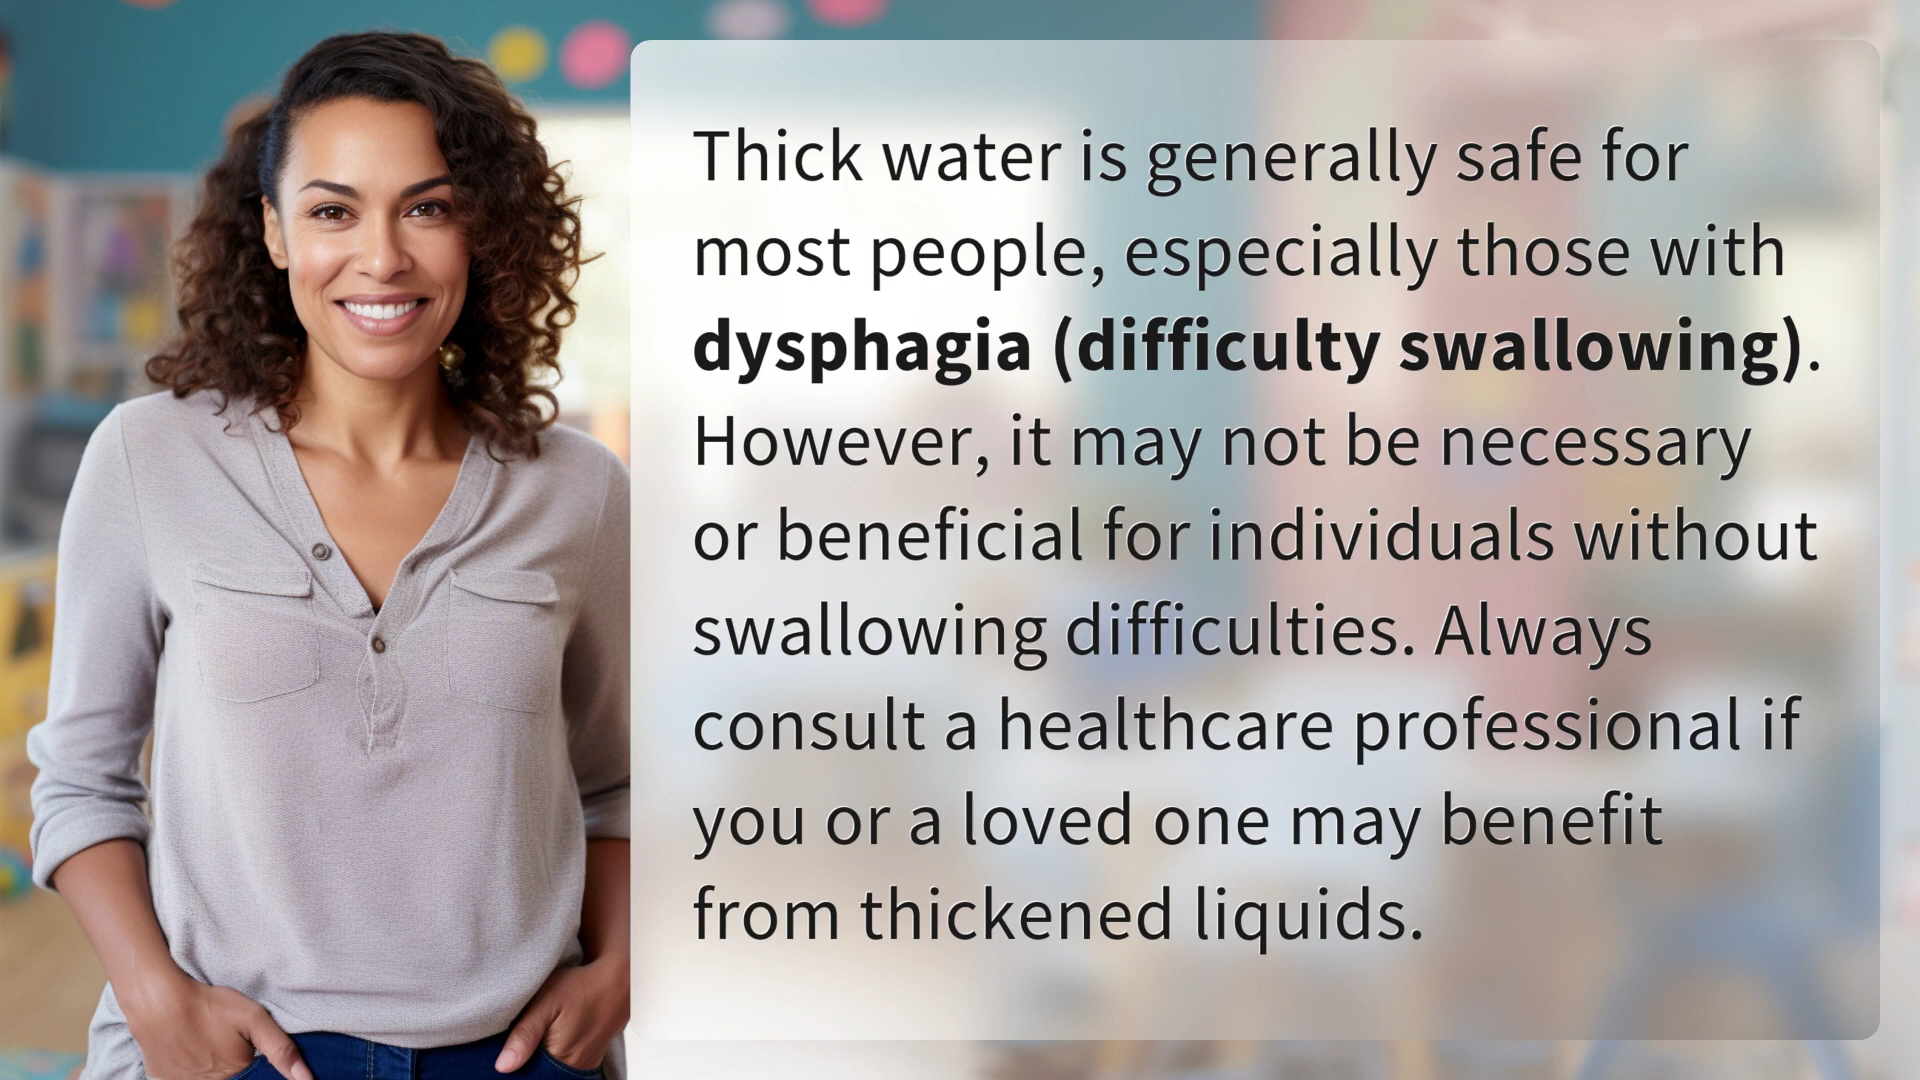 Thick water is generally safe for
most people, especially those with
dysphagia (difficulty swallowing).
However, it may not be necessary
or beneficial for individuals without
swallowing difficulties. Always
consult a healthcare professional if
you or a loved one may benefit
from thickened liquids.